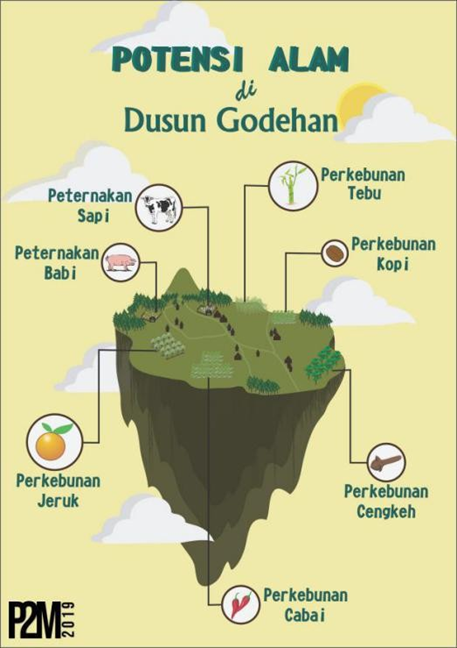 POTENSI ALAM
di
Dusun Godehan
Peternakan
Sapi
Perkebunan
Tebu
Peternakan
Babi
Perkebunan
Kopi
Perkebunan
Jeruk
Perkebunan
Cengkeh
Perkebunan
Cabai
P2M 2019